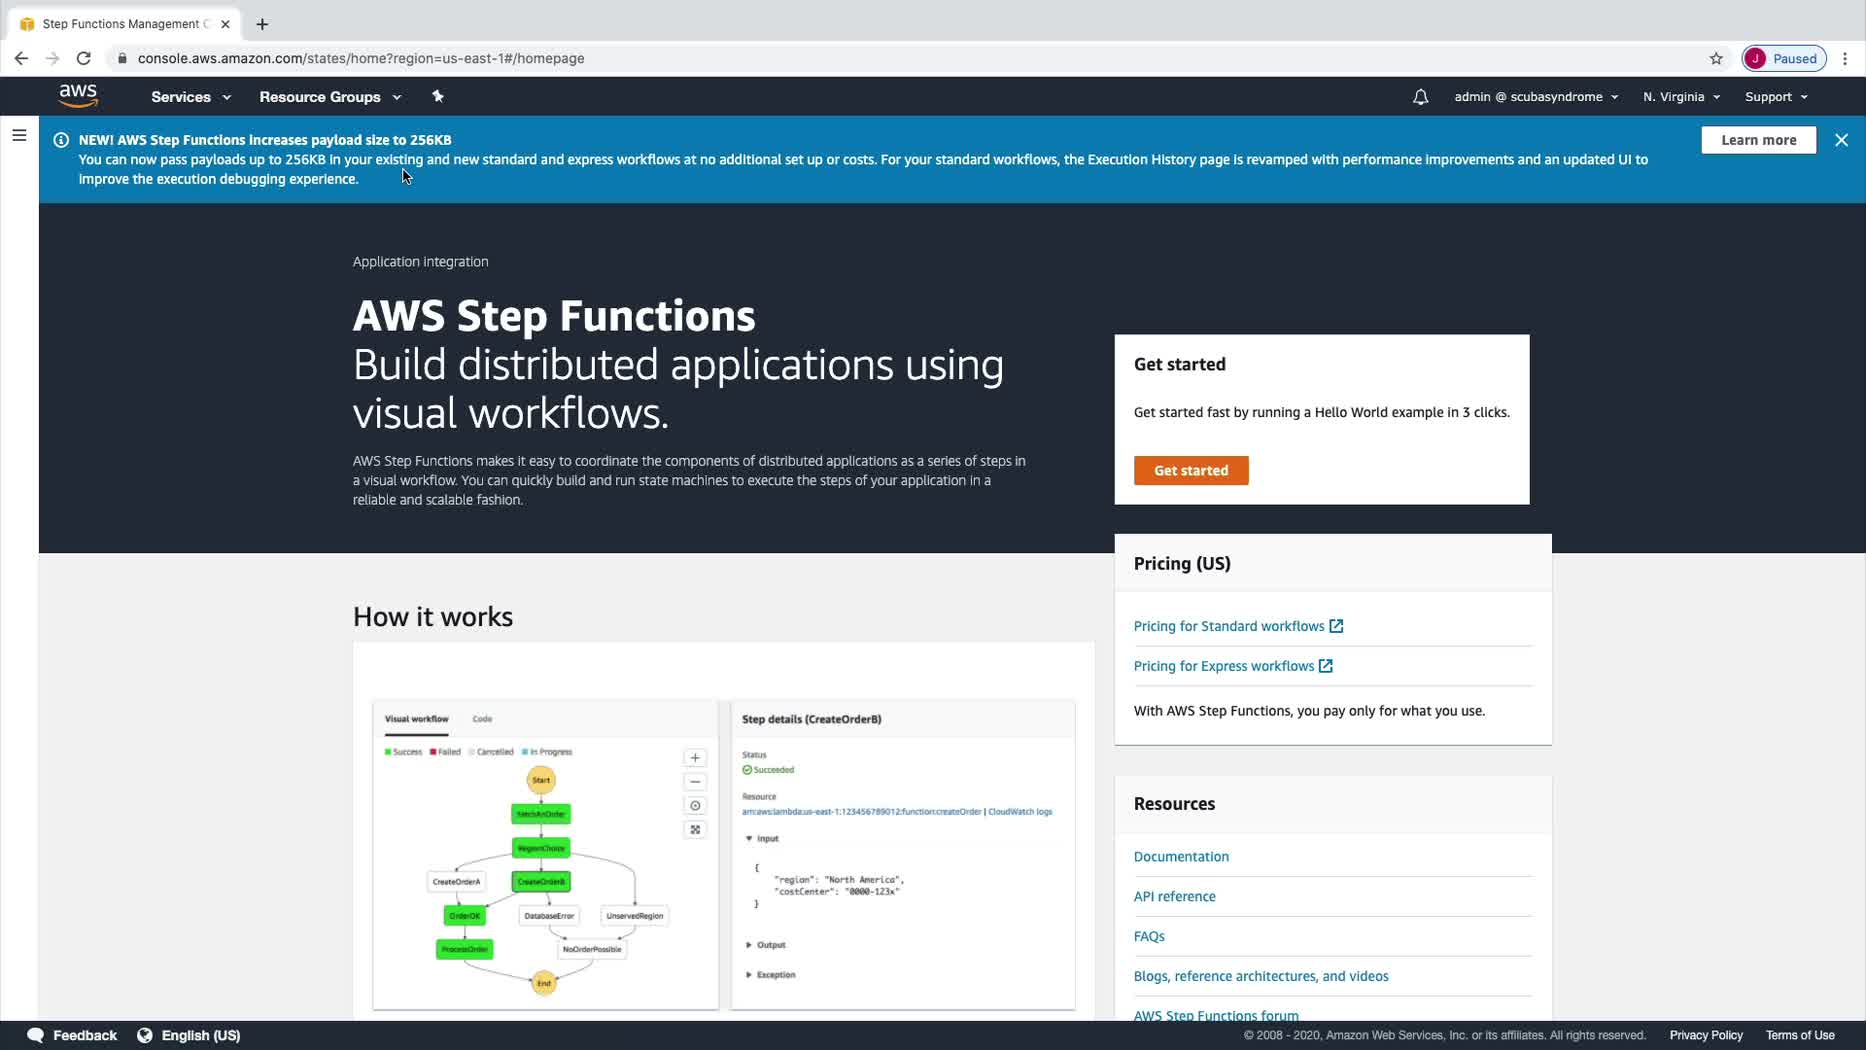 Step Functions Management C
console.aws.amazon.com/states/home?region=us-east-1#/homepage
J
Paused
aws
Services
Resource Groups
admin @ scubasyndrome
N. Virginia
Support
NEW! AWS Step Functions increases payload size to 256KB
You can now pass payloads up to 256KB in your existing and new standard and express workflows at no additional set up or costs. For your standard workflows, the Execution History page is revamped with performance improvements and an updated UI to
improve the execution debugging experience.
Learn more
Application Integration
AWS Step Functions
Build distributed applications using
visual workflows.
AWS Step Functions makes it easy to coordinate the components of distributed applications as a series of steps in
a visual workflow. You can quickly build and run state machines to execute the steps of your application in a
reliable and scalable fashion.
Get started
Get started fast by running a Hello World example in 3 clicks.
Get started
Pricing (US)
Pricing for Standard workflows
Pricing for Express workflows
With AWS Step Functions, you pay only for what you use.
How it works
Visual workflow
Code
Success
Failed
Cancelled
In Progress
Start
FetchAnOrder
RegionChoice
CreateOrderA
CreateOrderB
OrderOK
DatabaseError
UnservedRegion
ProcessOrder
NoOrderPossible
End
Step details (CreateOrderB)
Status
Succeeded
Resource
arn:aws:lambda:us-east-1:123456789012:function:createOrder | CloudWatch logs
Input
{
"region": "North America",
"costCenter": "0000-123x"
}
Output
Exception
Resources
Documentation
API reference
FAQs
Blogs, reference architectures, and videos
AWS Step Functions forum
Feedback
English (US)
© 2008 - 2020, Amazon Web Services, Inc. or its affiliates. All rights reserved.
Privacy Policy
Terms of Use